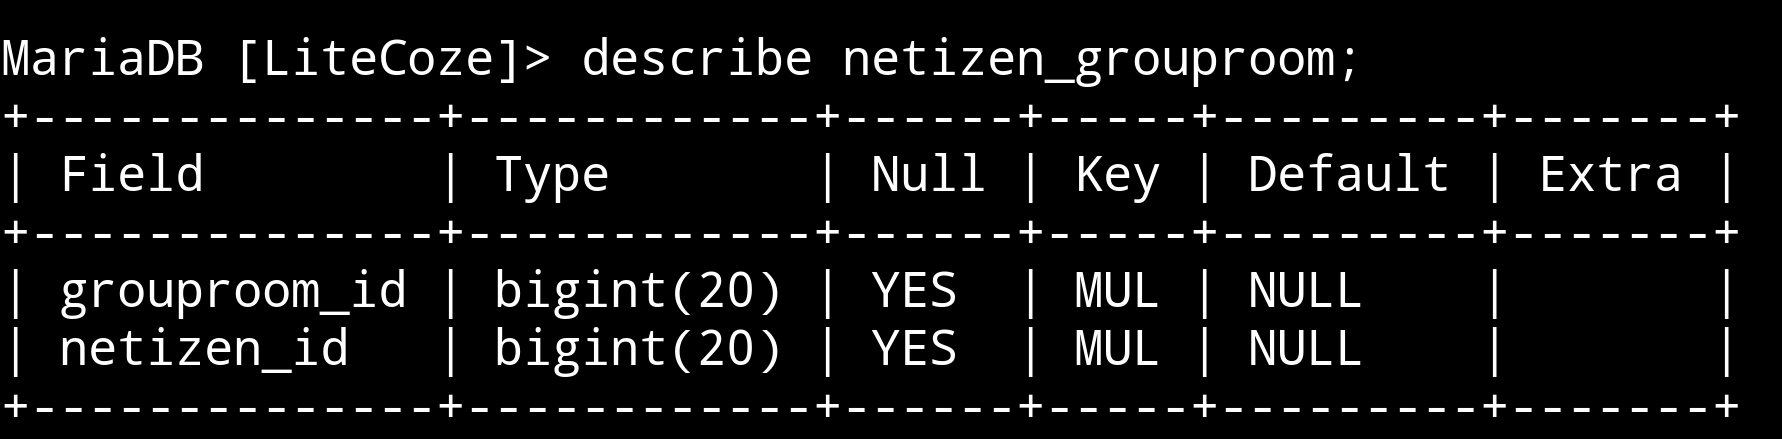 MariaDB [LiteCoze]> describe netizen_grouproom;
+--------------+------------+------+-----+---------+-------+
| Field        | Type       | Null | Key | Default | Extra |
+--------------+------------+------+-----+---------+-------+
| grouproom_id | bigint(20) | YES  | MUL | NULL    |       |
| netizen_id   | bigint(20) | YES  | MUL | NULL    |       |
+--------------+------------+------+-----+---------+-------+